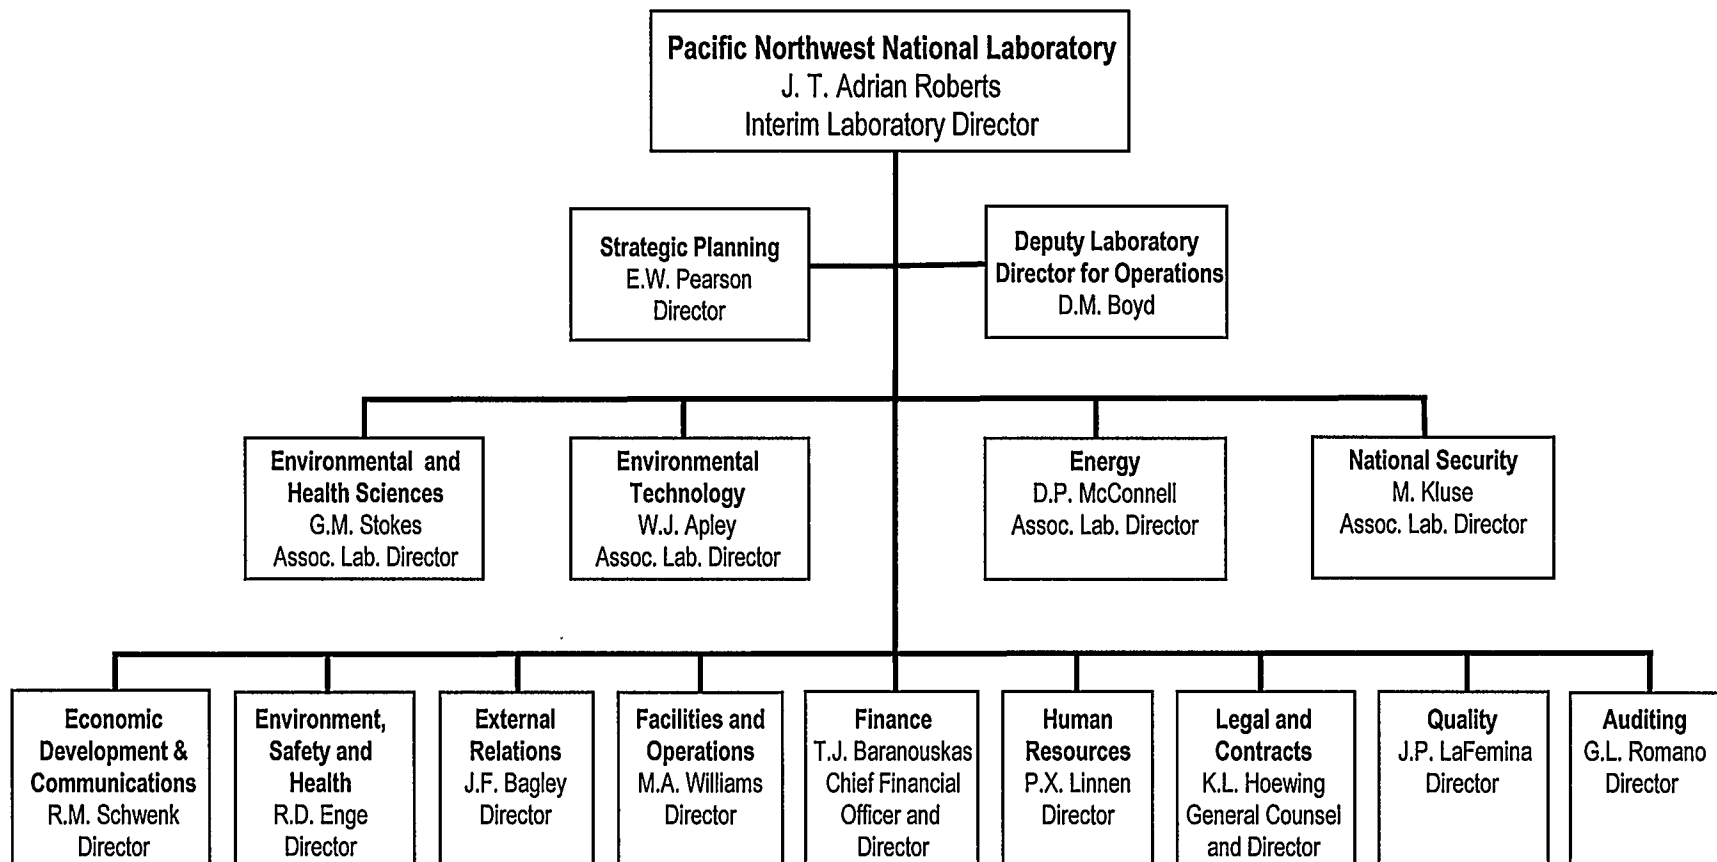 Pacific Northwest National Laboratory
J. T. Adrian Roberts
Interim Laboratory Director
Strategic Planning
E.W. Pearson
Director
Deputy Laboratory
Director for Operations
D.M. Boyd
Environmental and
Health Sciences
G.M. Stokes
Assoc. Lab. Director
Environmental
Technology
W.J. Apley
Assoc. Lab. Director
Energy
D.P. McConnell
Assoc. Lab. Director
National Security
M. Kluse
Assoc. Lab. Director
Economic
Development &
Communications
R.M. Schwenk
Director
Environment,
Safety and
Health
R.D. Enge
Director
External
Relations
J.F. Bagley
Director
Facilities and
Operations
M.A. Williams
Director
Finance
T.J. Baranouskas
Chief Financial
Officer and
Director
Human
Resources
P.X. Linnen
Director
Legal and
Contracts
K.L. Hoewing
General Counsel
and Director
Quality
J.P. LaFemina
Director
Auditing
G.L. Romano
Director